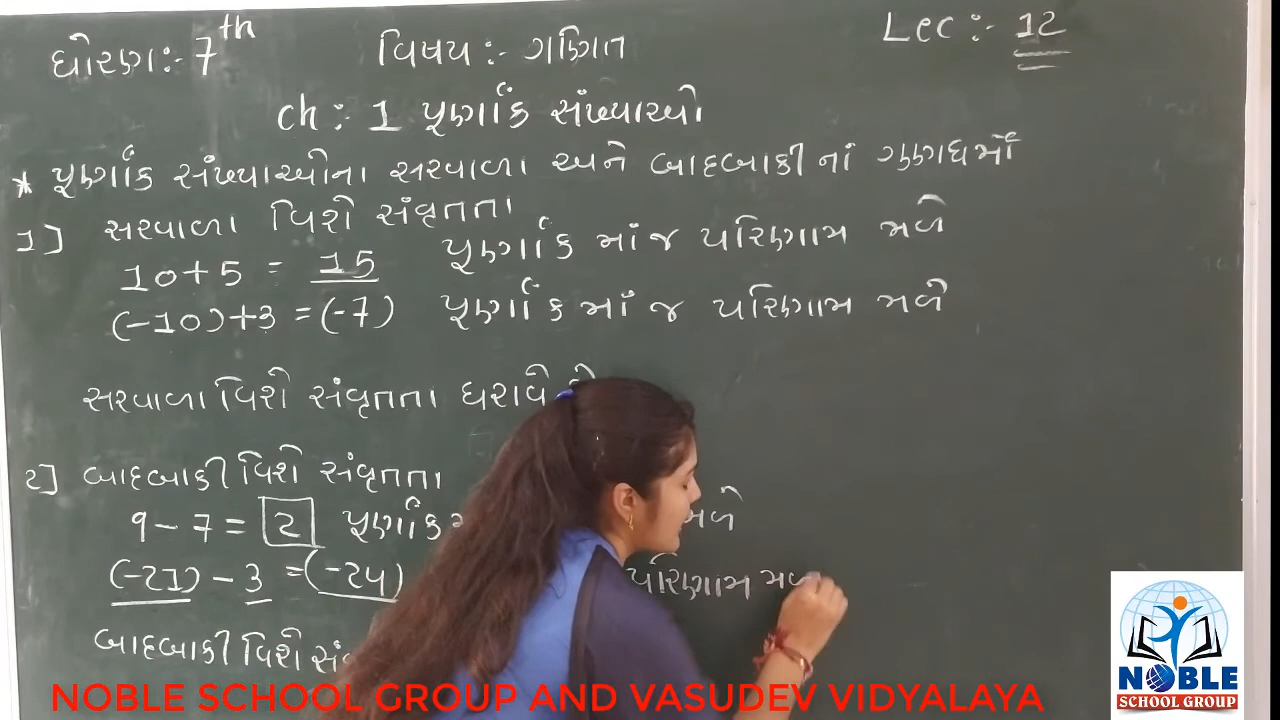 ધોરણ:- 7th
વિષય:- ગણિત
Lec:- 12
ch: 1 પૂર્ણાંક સંખ્યાઓ
* પૂર્ણાંક સંખ્યાઓના સરવાળા અને બાદબાકીનાં ગુણધર્મો
1] સરવાળા વિશે સંવૃતતા
10+5 = 15 પૂર્ણાંક માં જ પરિણામ મળે
(-10)+3 =(-7) પૂર્ણાંક માં જ પરિણામ મળે
સરવાળા વિશે સંવૃતતા ધરાવે
2] બાદબાકી વિશે સંવૃતતા
9-7= 2 પૂર્ણાંક મળે
(-21) - 3 =(-24) પરિણામ મળ
બાદબાકી વિશે સં
NOBLE SCHOOL GROUP AND VASUDEV VIDYALAYA
NOBLE
SCHOOL GROUP